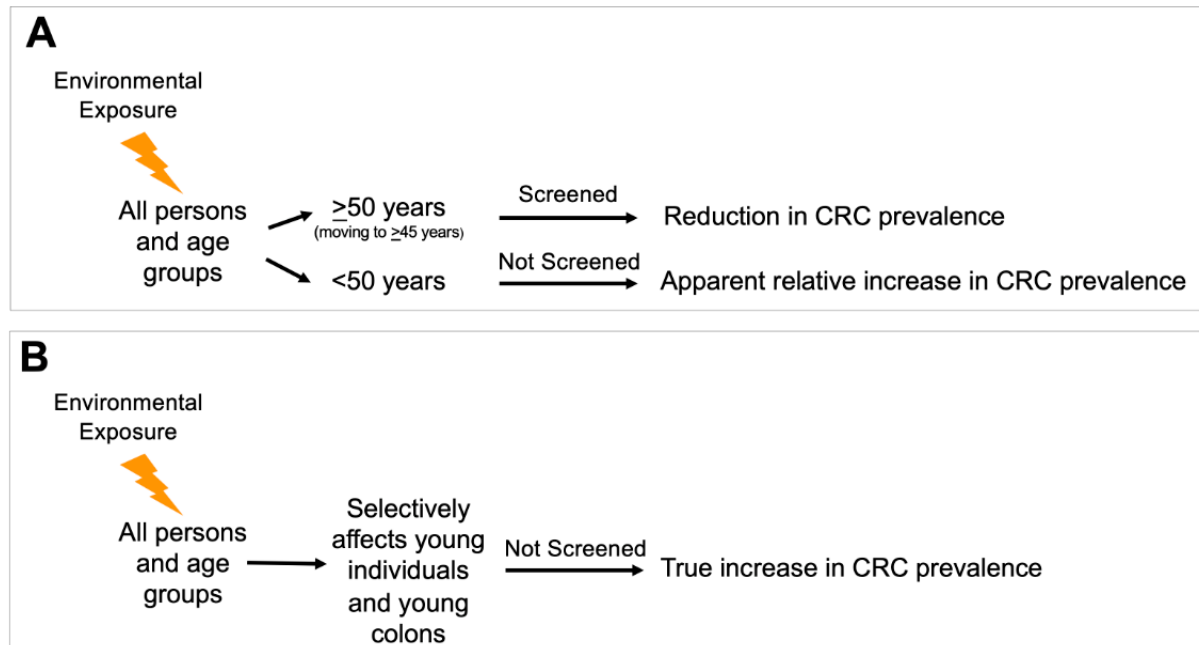 A
Environmental
Exposure
All persons
and age
groups
≥50 years
(moving to ≥45 years)
Screened
Reduction in CRC prevalence
<50 years
Not Screened
Apparent relative increase in CRC prevalence
B
Environmental
Exposure
All persons
and age
groups
Selectively
affects young
individuals
and young
colons
Not Screened
True increase in CRC prevalence